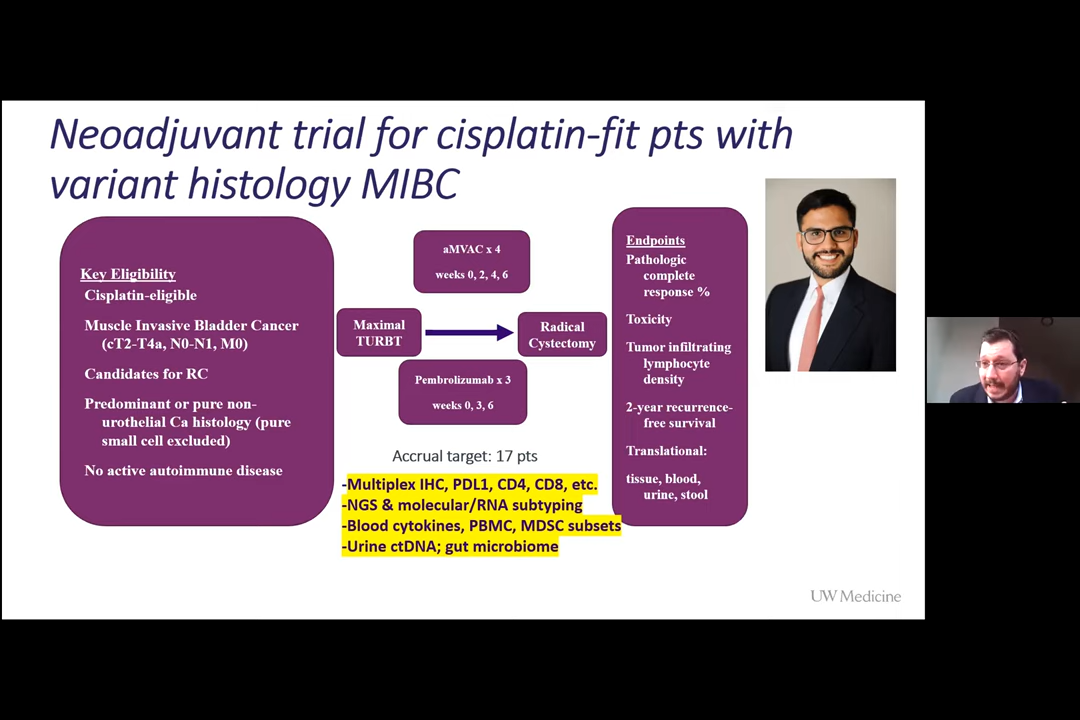 Neoadjuvant trial for cisplatin-fit pts with
variant histology MIBC
Key Eligibility
Cisplatin-eligible
Muscle Invasive Bladder Cancer
(cT2-T4a, N0-N1, M0)
Candidates for RC
Predominant or pure non-
urothelial Ca histology (pure
small cell excluded)
No active autoimmune disease
Maximal
TURBT
aMVAC x 4
weeks 0, 2, 4, 6
Pembrolizumab x 3
weeks 0, 3, 6
Radical
Cystectomy
Accrual target: 17 pts
-Multiplex IHC, PDL1, CD4, CD8, etc.
-NGS & molecular/RNA subtyping
-Blood cytokines, PBMC, MDSC subsets
-Urine ctDNA; gut microbiome
Endpoints
Pathologic
complete
response %
Toxicity
Tumor infiltrating
lymphocyte
density
2-year recurrence-
free survival
Translational:
tissue, blood,
urine, stool
UW Medicine